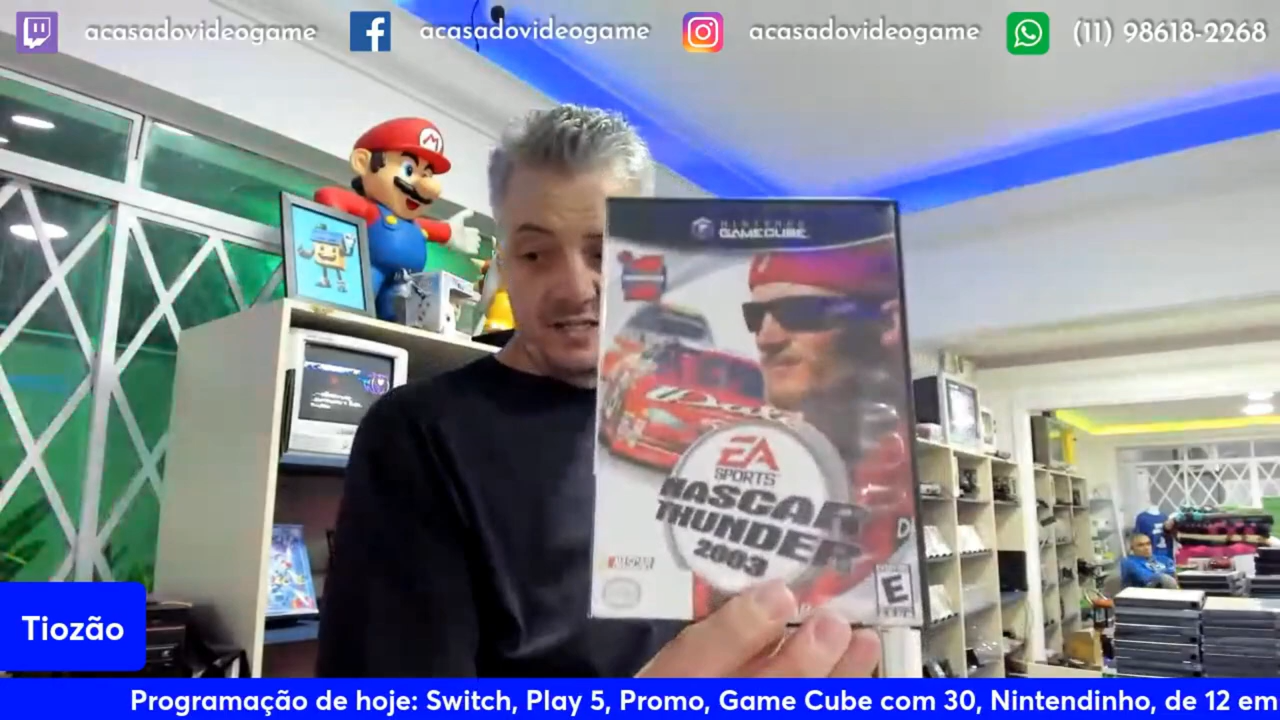 acasadovideogame
acasadovideogame
acasadovideogame
(11) 98618-2268
M
NINTENDO
GAMECUBE
EA
SPORTS
NASCAR
THUNDER
2003
NASCAR
E
D
Tiozão
Programação de hoje: Switch, Play 5, Promo, Game Cube com 30, Nintendinho, de 12 em